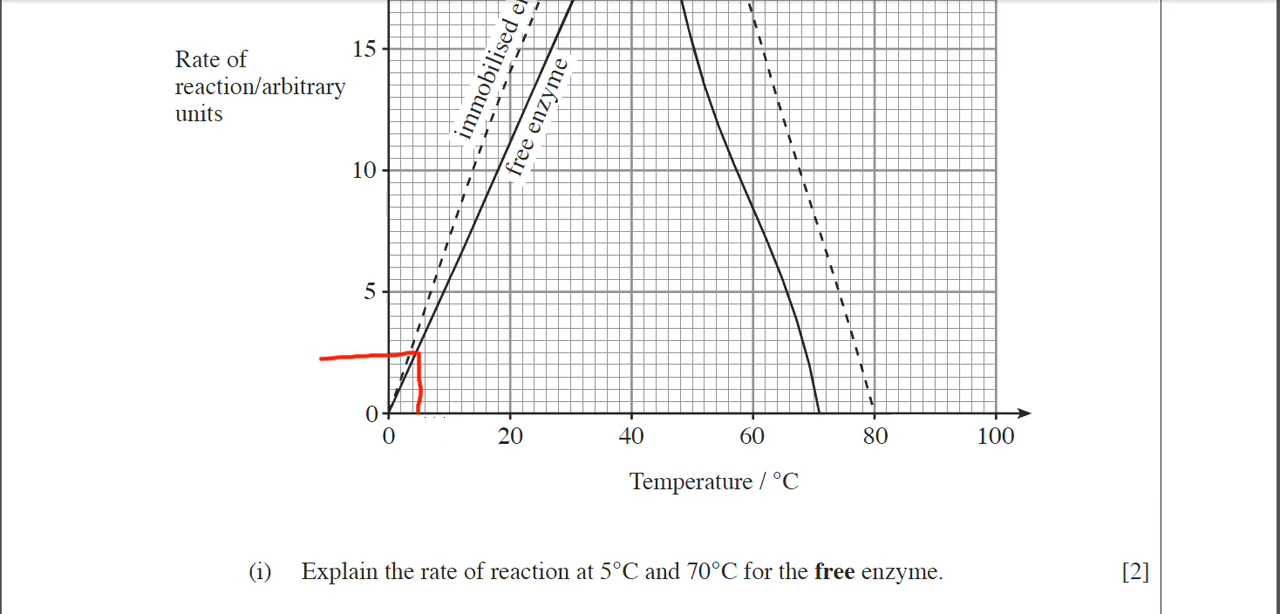 immobilised e
free enzyme
Rate of
reaction/arbitrary
units
15
10
5
0
0 20 40 60 80 100
Temperature / °C
(i) Explain the rate of reaction at 5°C and 70°C for the free enzyme. [2]